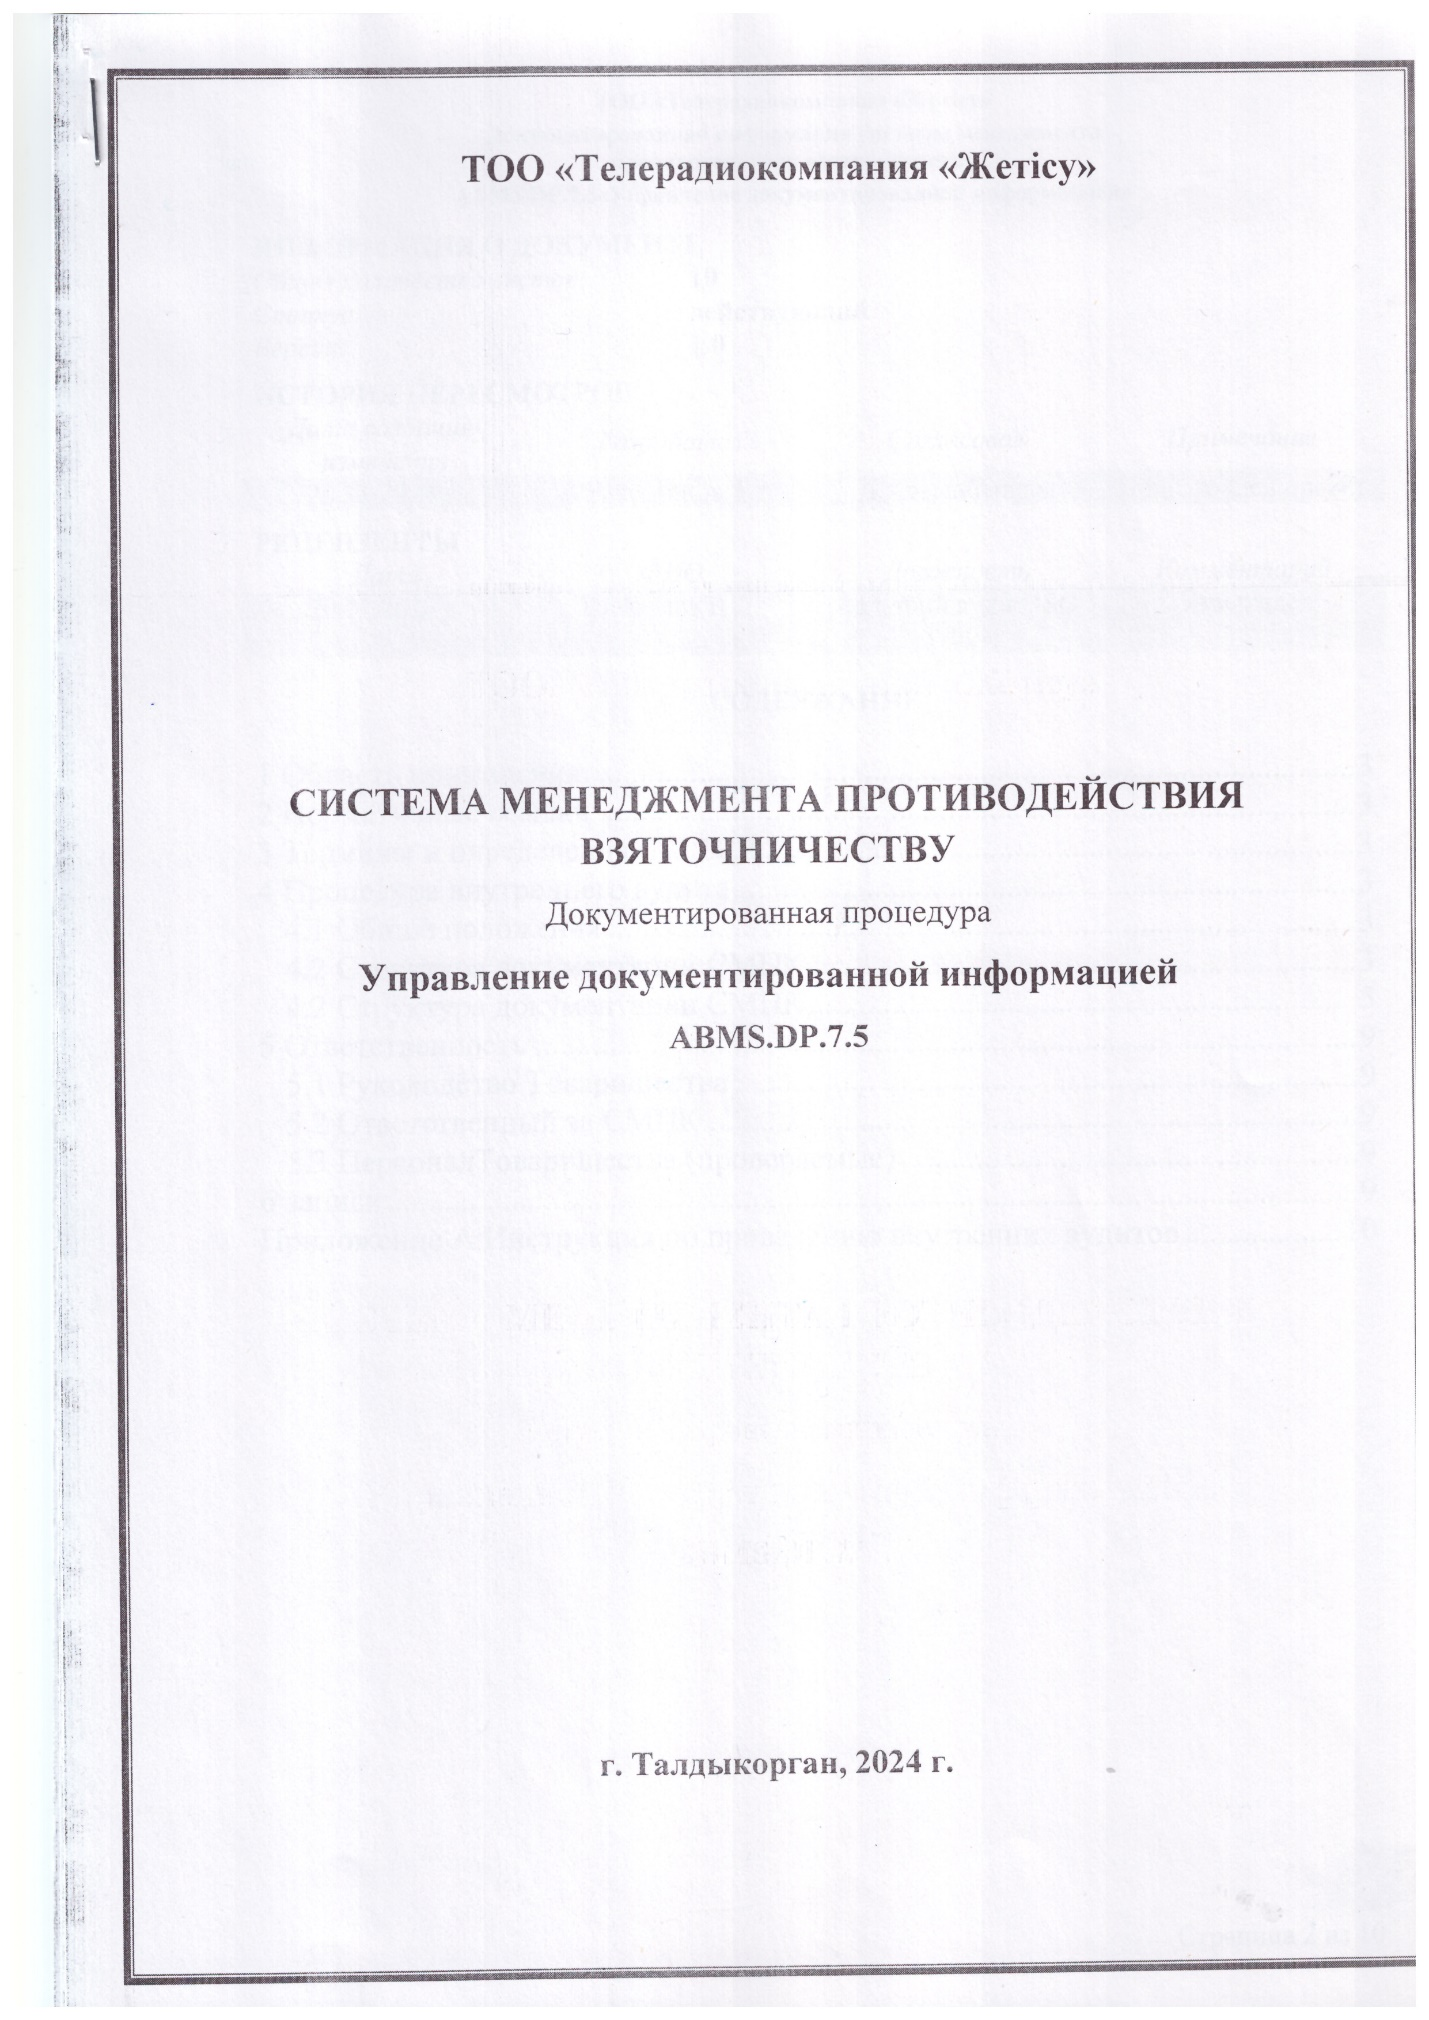 ТОО «Телерадиокомпания «Жетісу»
СИСТЕМА МЕНЕДЖМЕНТА ПРОТИВОДЕЙСТВИЯ
ВЗЯТОЧНИЧЕСТВУ
Документированная процедура
Управление документированной информацией
ABMS.DP.7.5
г. Талдыкорган, 2024 г.